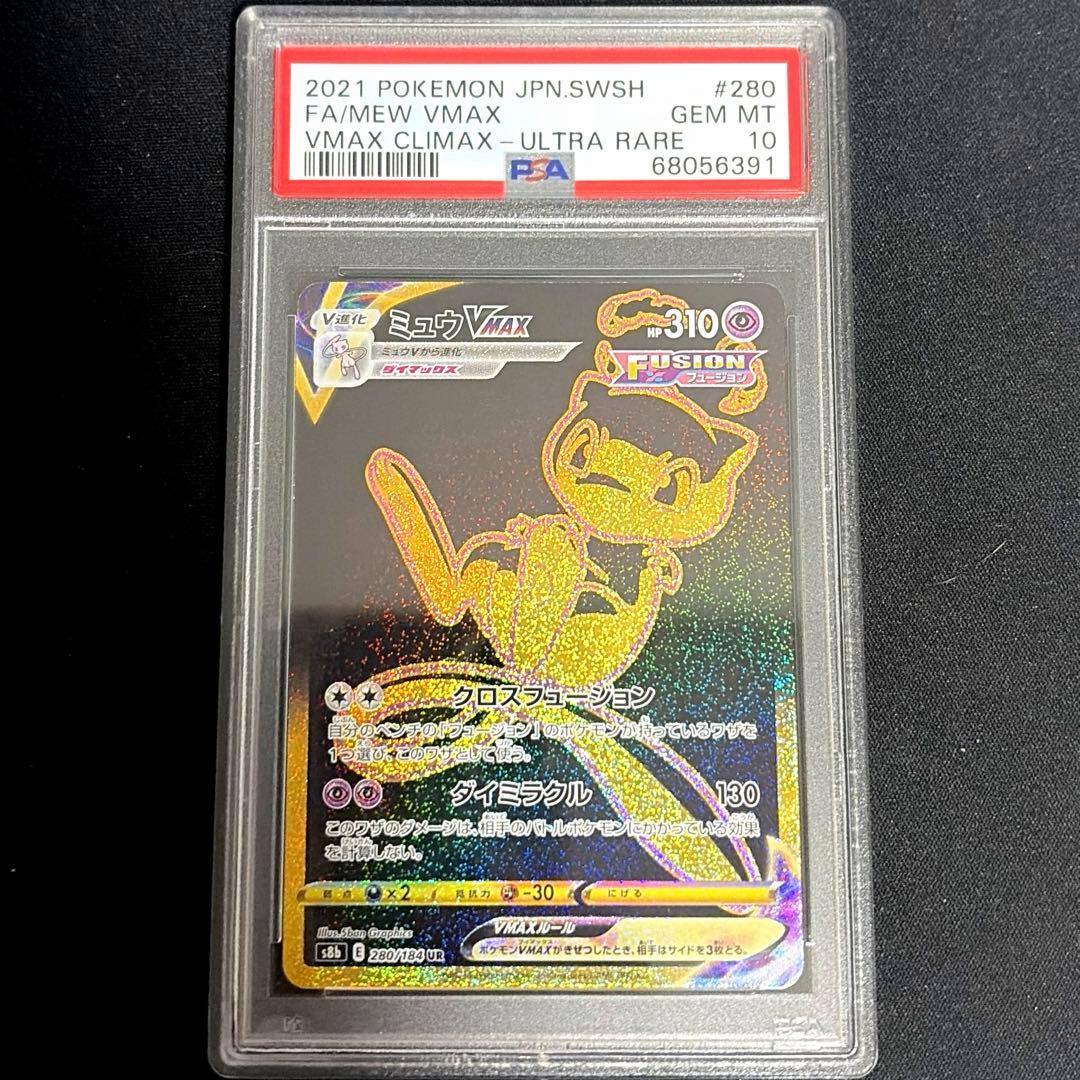 2021 POKEMON JPN.SWSH #280
FA/MEW VMAX GEM MT
VMAX CLIMAX-ULTRA RARE 10
PSA 68056391
V進化 ミュウVMAX HP310
ミュウVから進化
ダイマックス
FUSION
フュージョン
クロスフュージョン
自分のベンチの「フュージョン」のポケモンが持っているワザを
1つ選び、このワザとして使う。
ダイミラクル 130
このワザのダメージは、相手のバトルポケモンにかかっている効果
を計算しない。
弱点 ×2 抵抗力 -30 にげる
VMAXルール
ポケモンVMAXがきぜつしたとき、相手はサイドを3枚とる。
Illus. 5ban Graphics
s8b E 280/184 UR